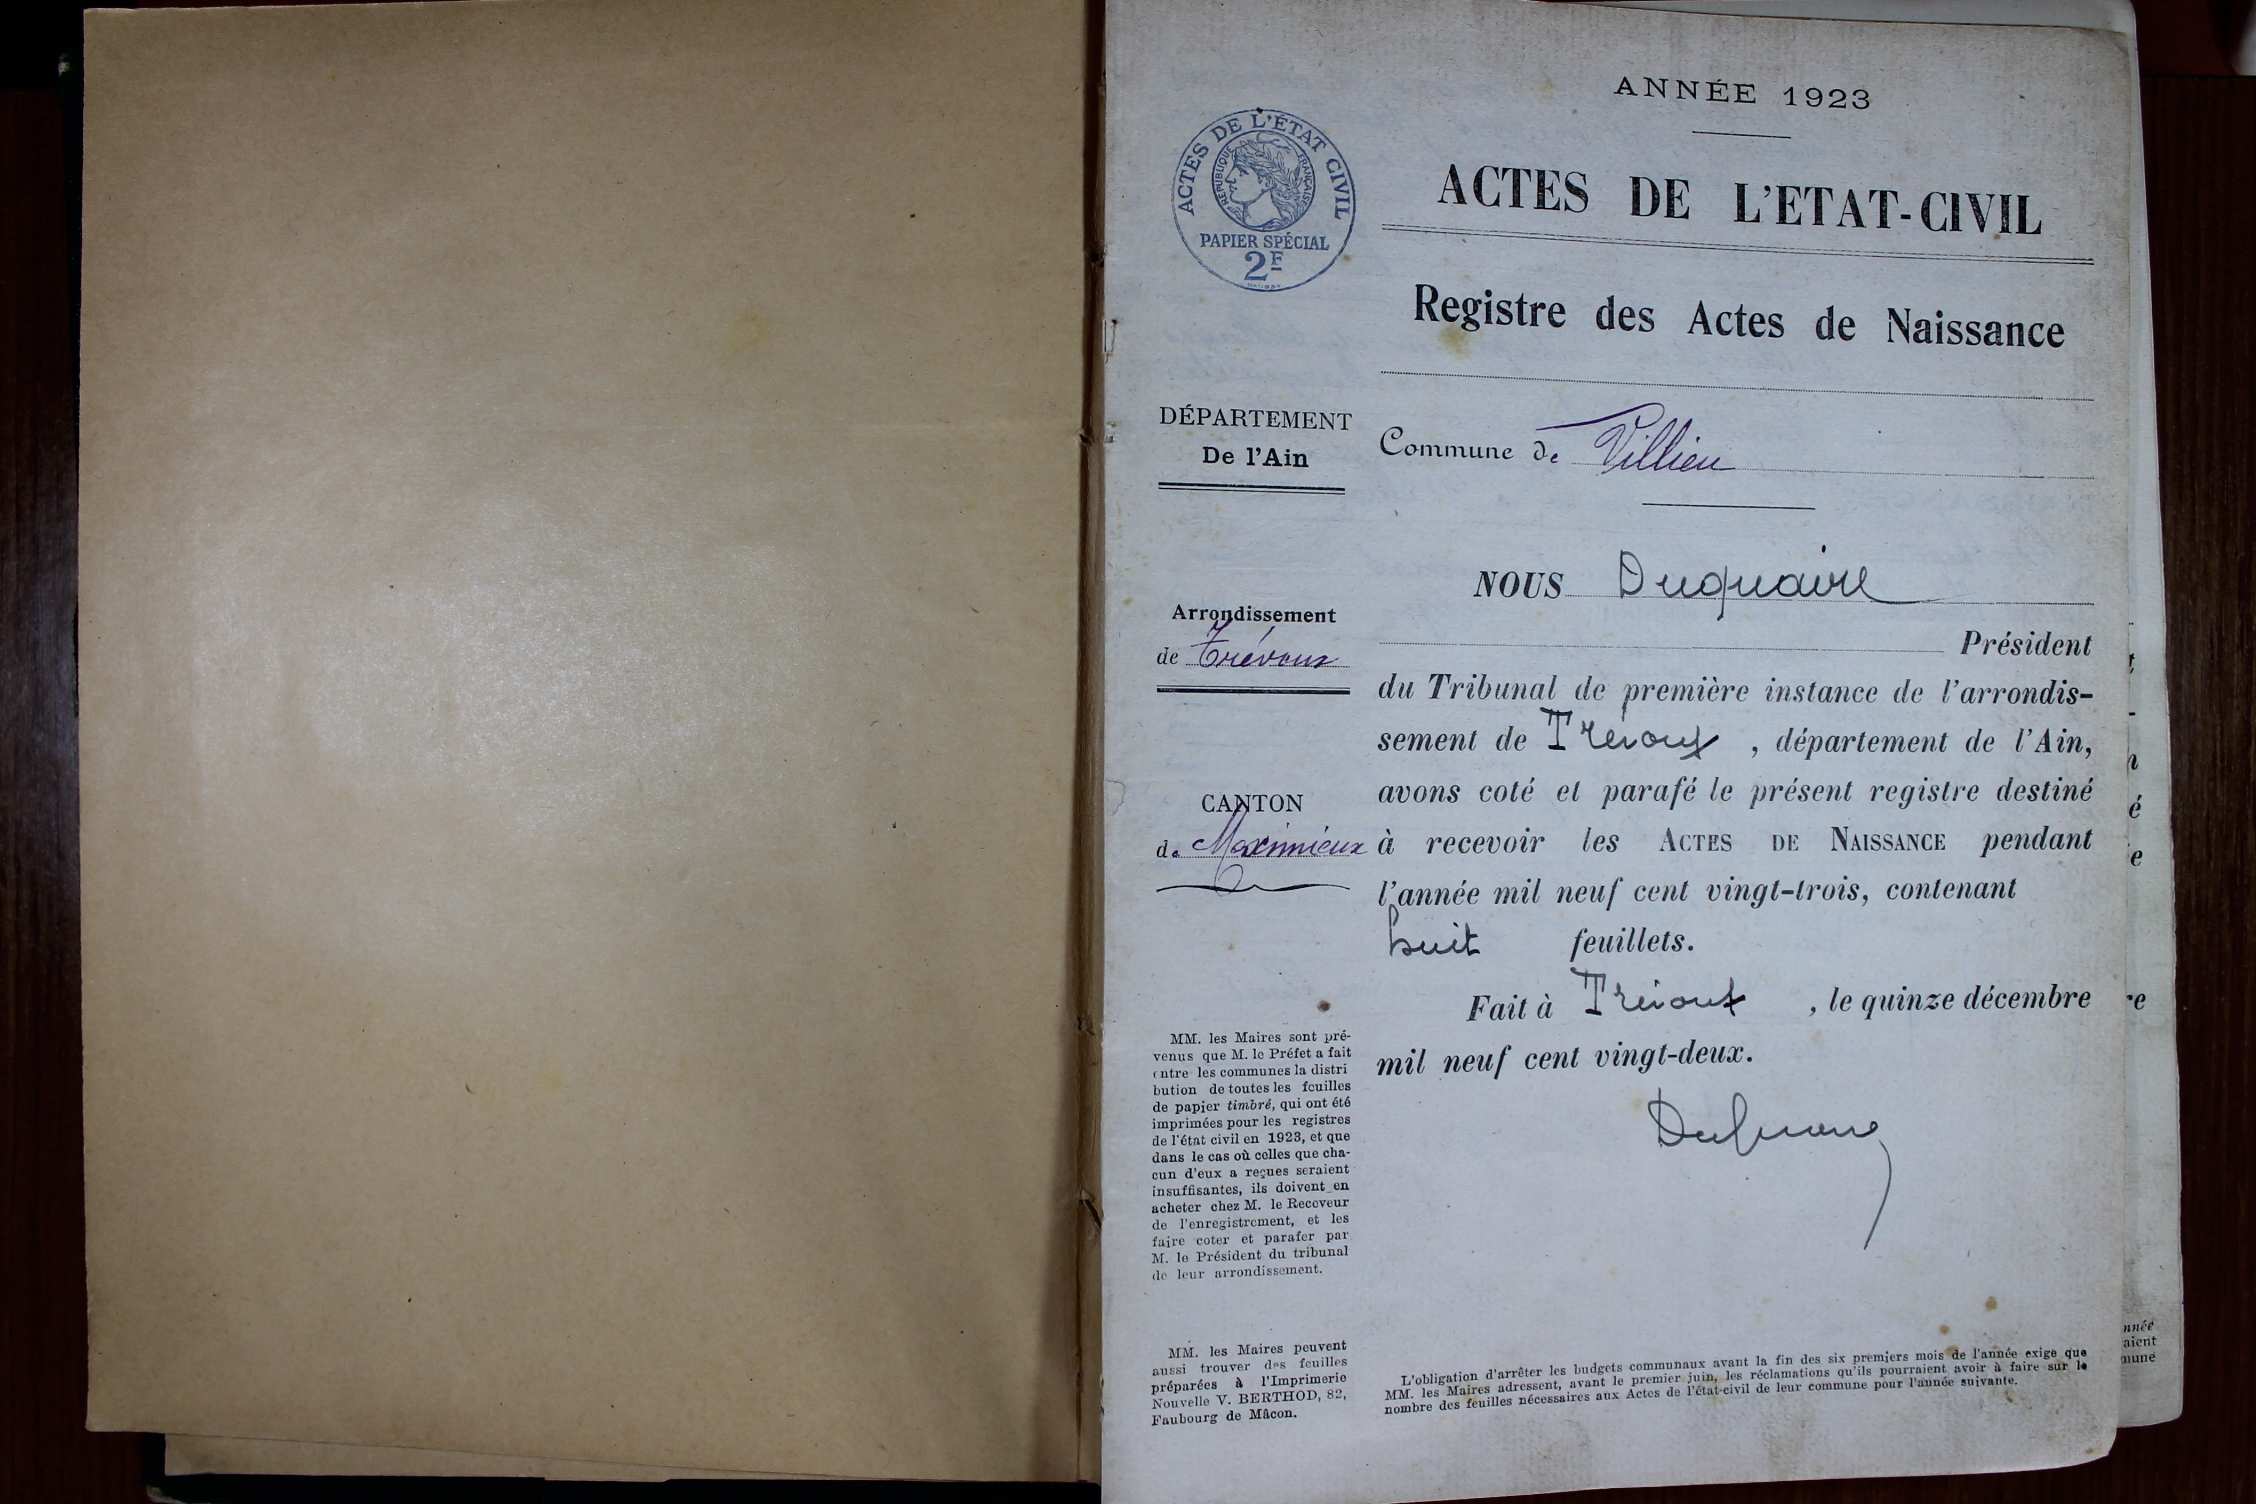 ANNÉE 1923
ACTES DE L'ÉTAT CIVIL
RÉPUBLIQUE FRANÇAISE
PAPIER SPÉCIAL
2F
ACTES DE L'ETAT-CIVIL
Registre des Actes de Naissance
DÉPARTEMENT
De l'Ain
Commune de Villieu
Arrondissement
de Trévoux
CANTON
de Meximieux
NOUS Duquaire
Président
du Tribunal de première instance de l'arrondis-
sement de Trévoux, département de l'Ain,
avons coté et parafé le présent registre destiné
à recevoir les ACTES DE NAISSANCE pendant
l'année mil neuf cent vingt-trois, contenant
huit feuillets.
Fait à Trévoux, le quinze décembre
mil neuf cent vingt-deux.
MM. les Maires sont pré-
venus que M. le Préfet a fait
entre les communes la distri
bution de toutes les feuilles
de papier timbré, qui ont été
imprimées pour les registres
de l'état civil en 1923, et que
dans le cas où celles que cha-
cun d'eux a reçues seraient
insuffisantes, ils doivent en
acheter chez M. le Receveur
de l'enregistrement, et les
faire coter et parafer par
M. le Président du tribunal
de leur arrondissement.
MM. les Maires peuvent
aussi trouver des feuilles
préparées à l'Imprimerie
Nouvelle V. BERTHOD, 82,
Faubourg de Mâcon.
L'obligation d'arrêter les budgets communaux avant la fin des six premiers mois de l'année exige que
MM. les Maires adressent, avant le premier juin, les réclamations qu'ils pourraient avoir à faire sur le
nombre des feuilles nécessaires aux Actes de l'état-civil de leur commune pour l'année suivante.